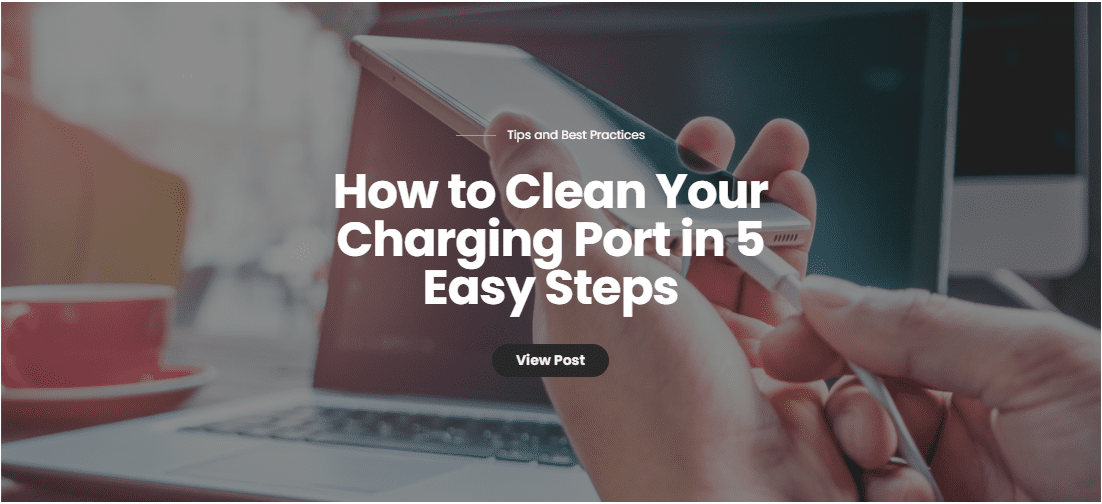 Tips and Best Practices
How to Clean Your
Charging Port in 5
Easy Steps
View Post